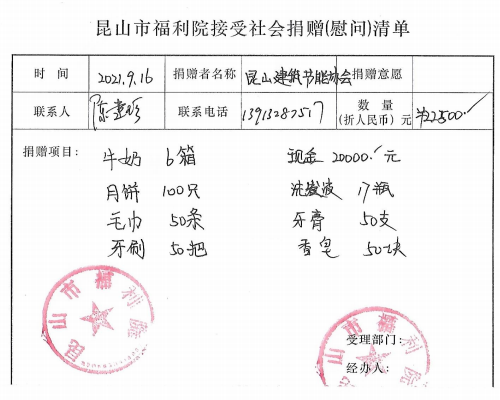 昆山市福利院接受社会捐赠(慰问)清单
时 间 2021.9.16 捐赠者名称 昆山建筑节能协会 捐赠意愿
联系人 联系电话 13913282517 数 量 (折人民币) 元 ¥22500.-
捐赠项目: 牛奶 6箱 现金 20000.- 元
月饼 100只 洗发液 17瓶
毛巾 50条 牙膏 50支
牙刷 50把 香皂 50块
昆山市福利院
受理部门:
经办人:
昆山市福利院